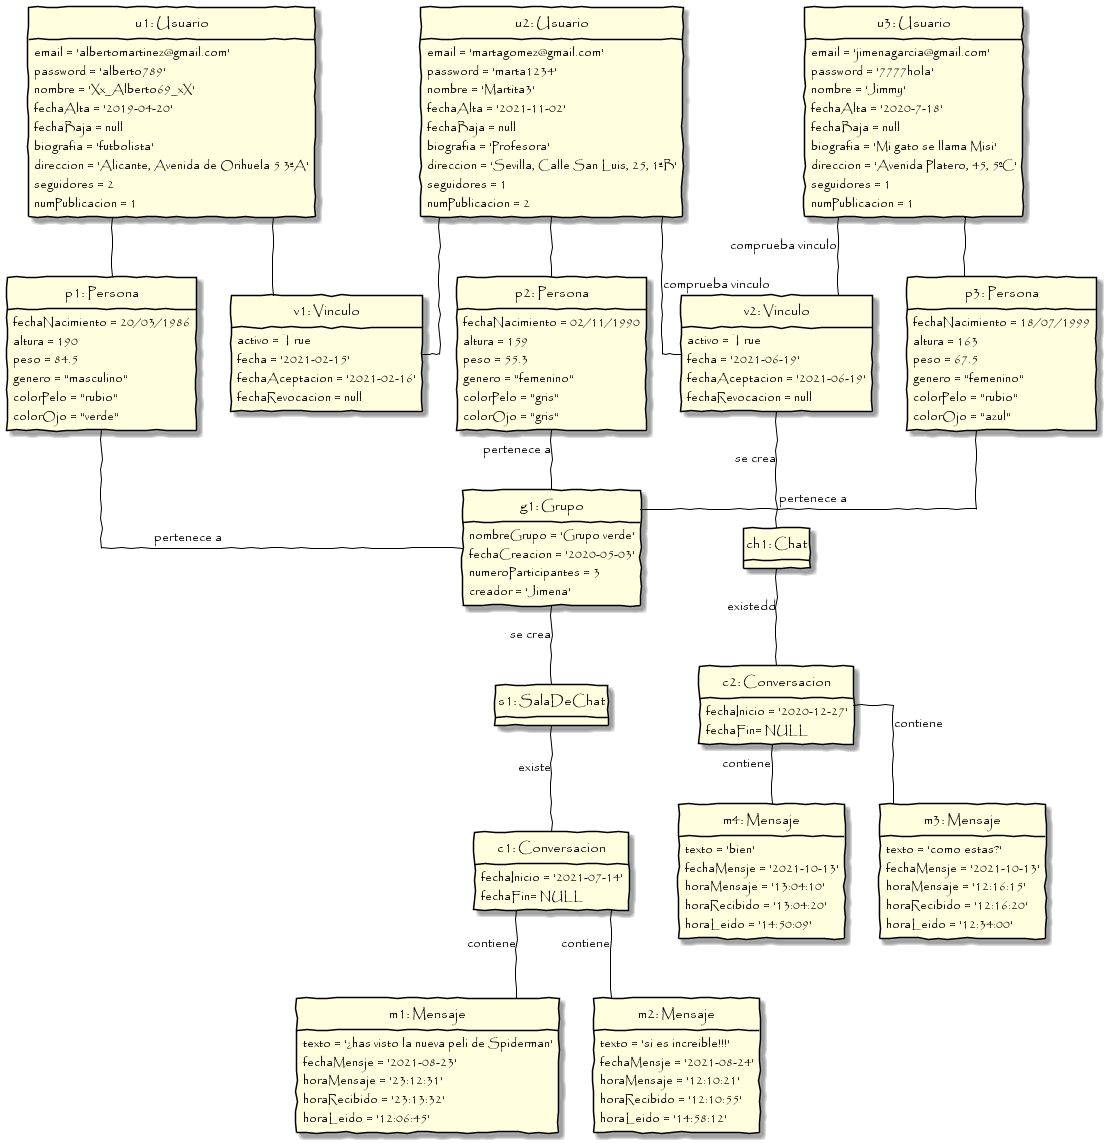 u1: Usuario
email = 'albertomartinez@gmail.com'
password = 'alberto789'
nombre = 'Xx_Alberto69_xX'
fechaAlta = '2019-04-20'
fechaBaja = null
biografia = 'futbolista'
direccion = 'Alicante, Avenida de Orihuela 5 3ªA'
seguidores = 2
numPublicacion = 1
u2: Usuario
email = 'martagomez@gmail.com'
password = 'marta1234'
nombre = 'Martita3'
fechaAlta = '2021-11-02'
fechaBaja = null
biografia = 'Profesora'
direccion = 'Sevilla, Calle San Luis, 25, 1ªB'
seguidores = 1
numPublicacion = 2
u3: Usuario
email = 'jimenagarcia@gmail.com'
password = '7777hola'
nombre = 'Jimmy'
fechaAlta = '2020-7-18'
fechaBaja = null
biografia = 'Mi gato se llama Misi'
direccion = 'Avenida Platero, 45, 5ºC'
seguidores = 1
numPublicacion = 1
comprueba vinculo
comprueba vinculo
p1: Persona
fechaNacimiento = 20/03/1986
altura = 190
peso = 84.5
genero = "masculino"
colorPelo = "rubio"
colorOjo = "verde"
v1: Vinculo
activo = True
fecha = '2021-02-15'
fechaAceptacion = '2021-02-16'
fechaRevocacion = null
p2: Persona
fechaNacimiento = 02/11/1990
altura = 159
peso = 55.3
genero = "femenino"
colorPelo = "gris"
colorOjo = "gris"
v2: Vinculo
activo = True
fecha = '2021-06-19'
fechaAceptacion = '2021-06-19'
fechaRevocacion = null
p3: Persona
fechaNacimiento = 18/07/1999
altura = 163
peso = 67.5
genero = "femenino"
colorPelo = "rubio"
colorOjo = "azul"
pertenece a
se crea
pertenece a
pertenece a
g1: Grupo
nombreGrupo = 'Grupo verde'
fechaCreacion = '2020-05-03'
numeroParticipantes = 3
creador = 'Jimena'
ch1: Chat
existedd
se crea
s1: SalaDeChat
c2: Conversacion
fechaInicio = '2020-12-27'
fechaFin= NULL
contiene
contiene
existe
m4: Mensaje
texto = 'bien'
fechaMensje = '2021-10-13'
horaMensaje = '13:04:10'
horaRecibido = '13:04:20'
horaLeido = '14:50:09'
m3: Mensaje
texto = 'como estas?'
fechaMensje = '2021-10-13'
horaMensaje = '12:16:15'
horaRecibido = '12:16:20'
horaLeido = '12:34:00'
c1: Conversacion
fechaInicio = '2021-07-14'
fechaFin= NULL
contiene
contiene
m1: Mensaje
texto = '¿has visto la nueva peli de Spiderman'
fechaMensje = '2021-08-23'
horaMensaje = '23:12:31'
horaRecibido = '23:13:32'
horaLeido = '12:06:45'
m2: Mensaje
texto = 'si es increible!!!'
fechaMensje = '2021-08-24'
horaMensaje = '12:10:21'
horaRecibido = '12:10:55'
horaLeido = '14:58:12'